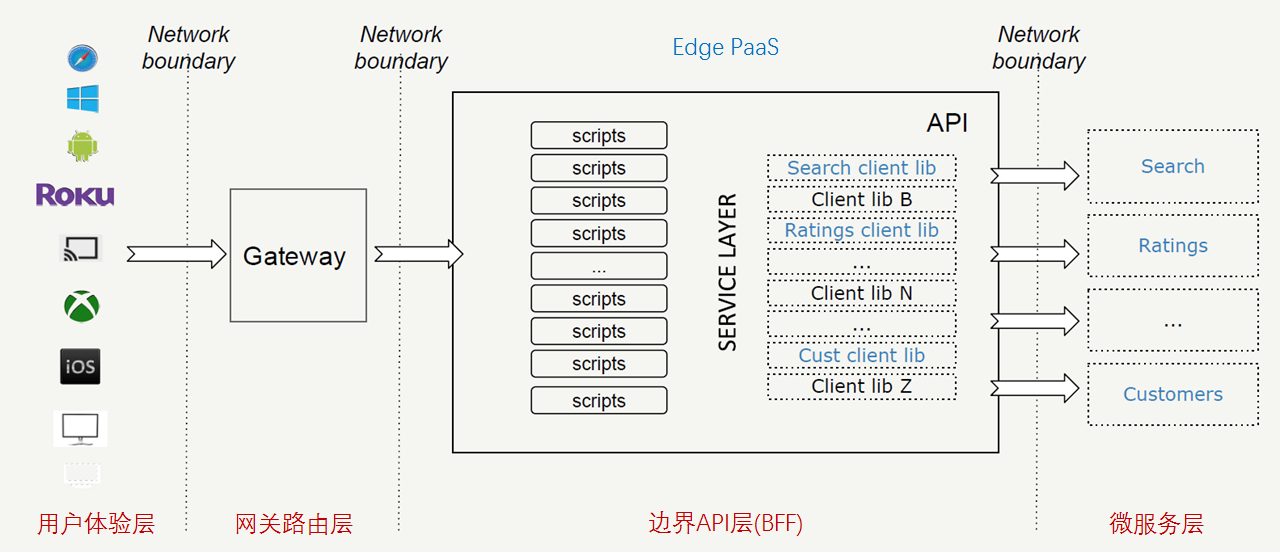 Network
boundary
Network
boundary
Edge PaaS
Network
boundary
ROKU
iOS
Gateway
scripts
scripts
scripts
scripts
...
scripts
scripts
scripts
scripts
SERVICE LAYER
API
Search client lib
Client lib B
Ratings client lib
...
Client lib N
...
Cust client lib
Client lib Z
Search
Ratings
...
Customers
用户体验层
网关路由层
边界API层(BFF)
微服务层